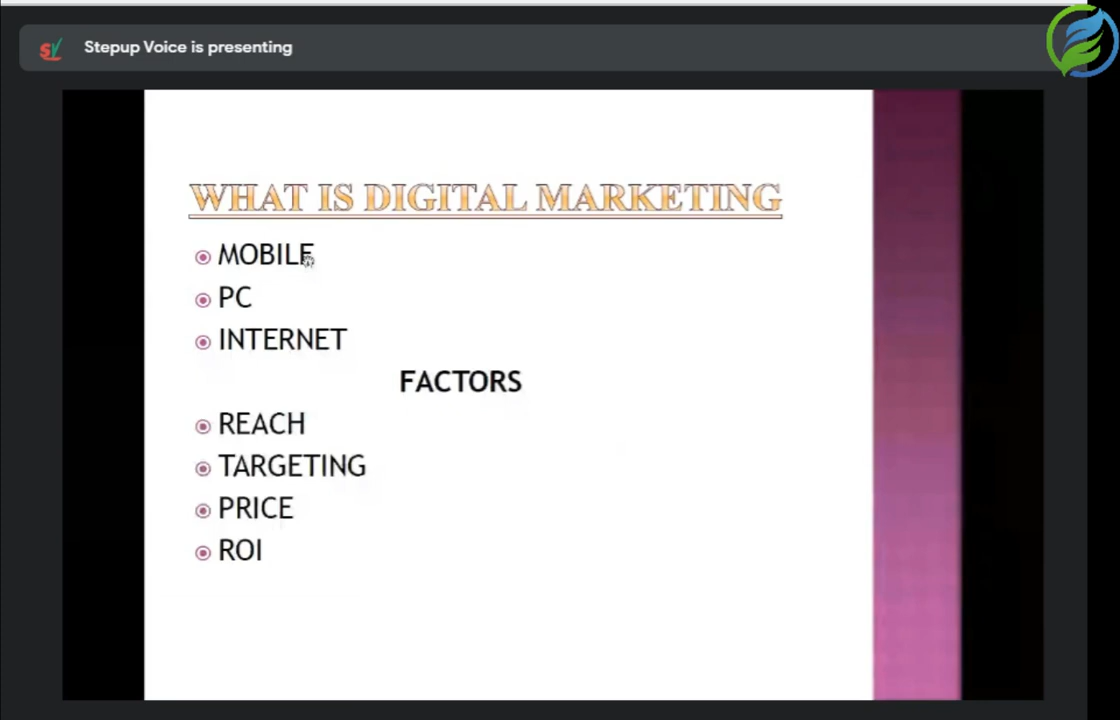 Stepup Voice is presenting
WHAT IS DIGITAL MARKETING
MOBILE
PC
INTERNET
FACTORS
REACH
TARGETING
PRICE
ROI